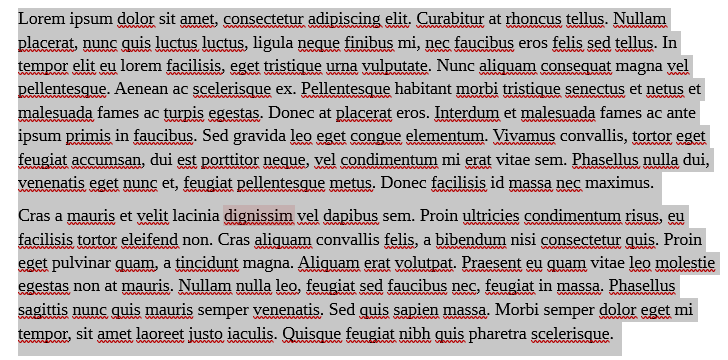 Lorem ipsum dolor sit amet, consectetur adipiscing elit. Curabitur at rhoncus tellus. Nullam
placerat, nunc quis luctus luctus, ligula neque finibus mi, nec faucibus eros felis sed tellus. In
tempor elit eu lorem facilisis, eget tristique urna vulputate. Nunc aliquam consequat magna vel
pellentesque. Aenean ac scelerisque ex. Pellentesque habitant morbi tristique senectus et netus et
malesuada fames ac turpis egestas. Donec at placerat eros. Interdum et malesuada fames ac ante
ipsum primis in faucibus. Sed gravida leo eget congue elementum. Vivamus convallis, tortor eget
feugiat accumsan, dui est porttitor neque, vel condimentum mi erat vitae sem. Phasellus nulla dui,
venenatis eget nunc et, feugiat pellentesque metus. Donec facilisis id massa nec maximus.
Cras a mauris et velit lacinia dignissim vel dapibus sem. Proin ultricies condimentum risus, eu
facilisis tortor eleifend non. Cras aliquam convallis felis, a bibendum nisi consectetur quis. Proin
eget pulvinar quam, a tincidunt magna. Aliquam erat volutpat. Praesent eu quam vitae leo molestie
egestas non at mauris. Nullam nulla leo, feugiat sed faucibus nec, feugiat in massa. Phasellus
sagittis nunc quis mauris semper venenatis. Sed quis sapien massa. Morbi semper dolor eget mi
tempor, sit amet laoreet justo iaculis. Quisque feugiat nibh quis pharetra scelerisque.